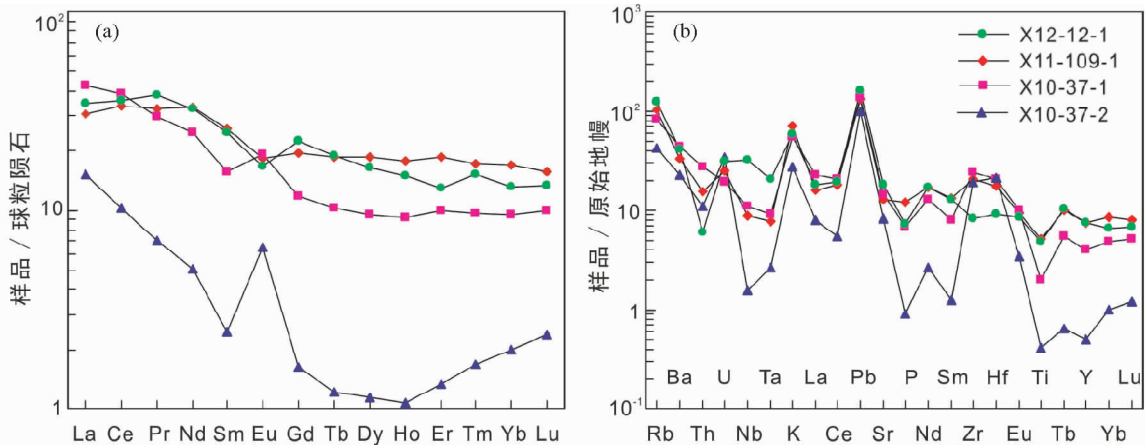 (a)
10²
10
1
样品 / 球粒陨石
La Ce Pr Nd Sm Eu Gd Tb Dy Ho Er Tm Yb Lu
(b)
X12-12-1
X11-109-1
X10-37-1
X10-37-2
10³
10²
10
1
10⁻¹
样品 / 原始地幔
Ba U Ta La Pb P Sm Hf Ti Y Lu
Rb Th Nb K Ce Sr Nd Zr Eu Tb Yb